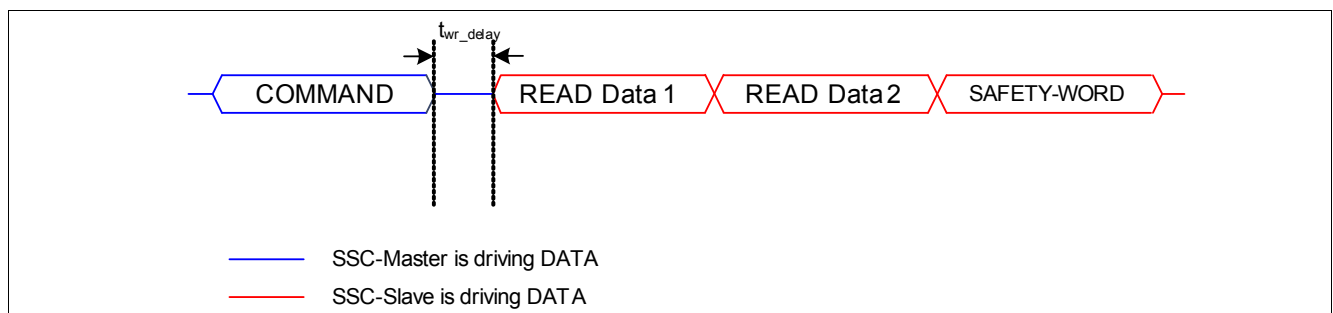 twr_delay
COMMAND
READ Data 1
READ Data 2
SAFETY-WORD
SSC-Master is driving DATA
SSC-Slave is driving DATA